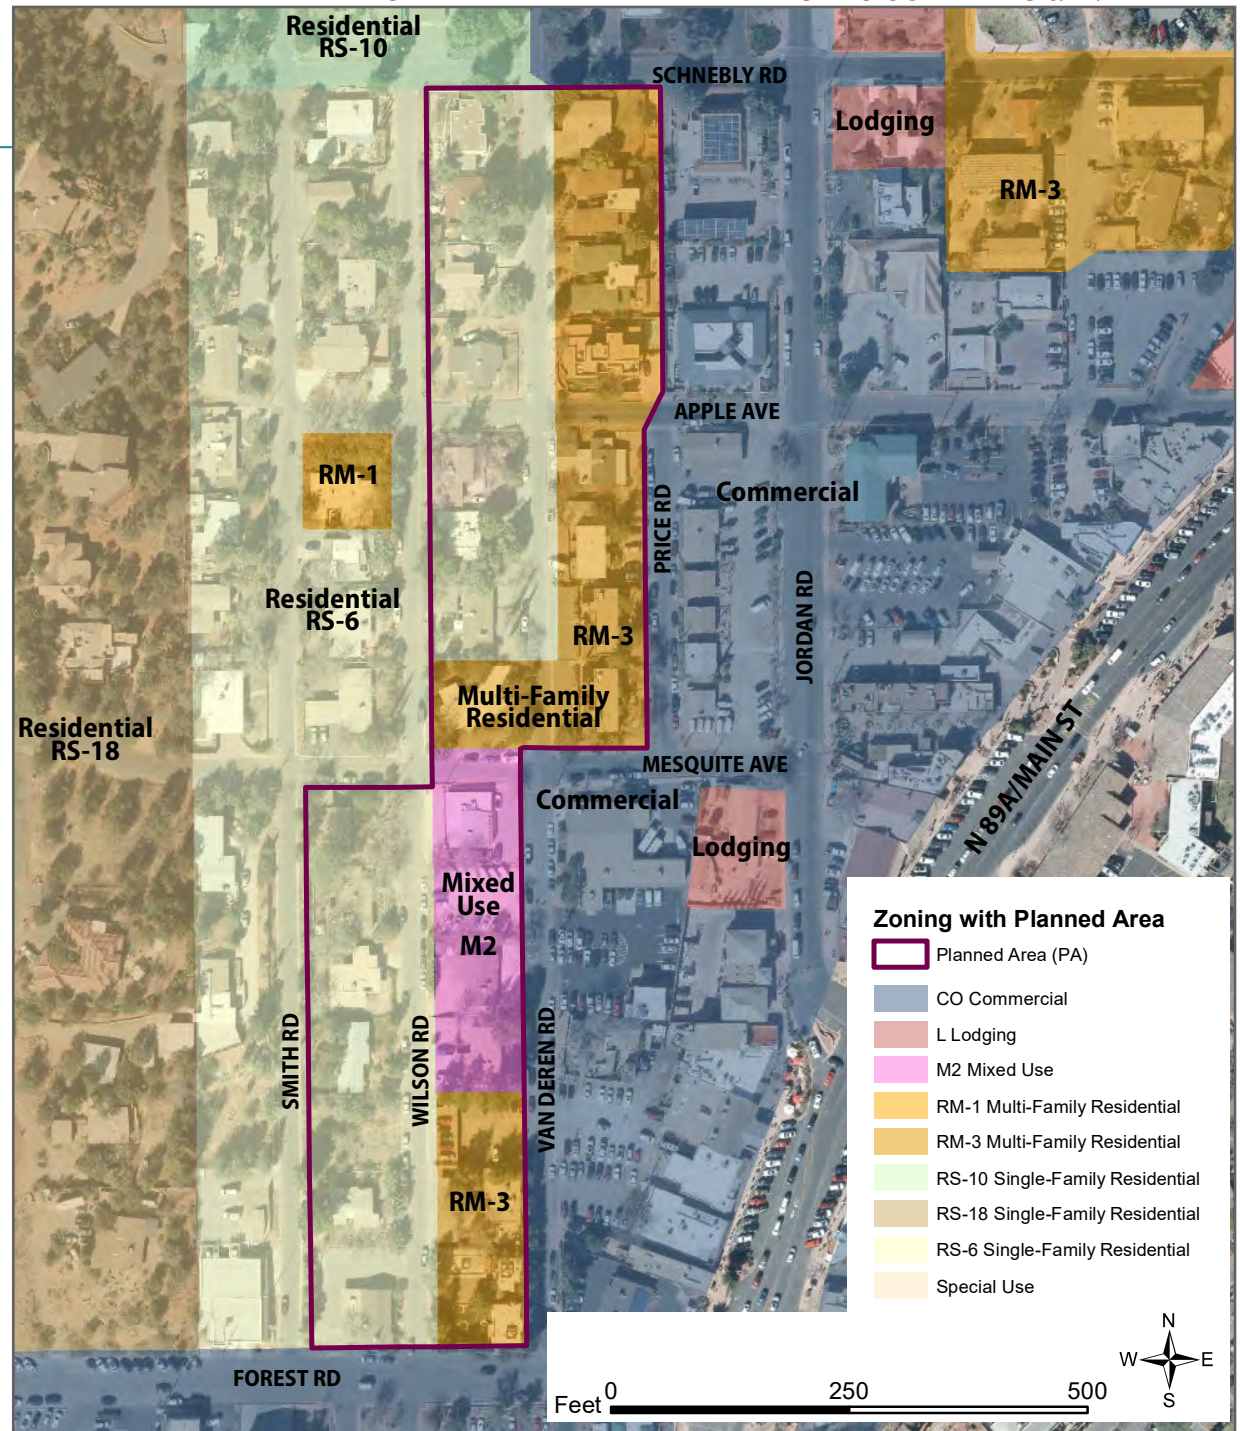 Residential
RS-10
SCHNEBLY RD
Lodging
RM-3
APPLE AVE
RM-1
Commercial
PRICE RD
JORDAN RD
Residential
RS-6
RM-3
Multi-Family
Residential
Residential
RS-18
MESQUITE AVE
N 89A/MAIN ST
Commercial
Lodging
Mixed
Use
M2
SMITH RD
WILSON RD
VAN DEREN RD
RM-3
FOREST RD
Zoning with Planned Area
Planned Area (PA)
CO Commercial
L Lodging
M2 Mixed Use
RM-1 Multi-Family Residential
RM-3 Multi-Family Residential
RS-10 Single-Family Residential
RS-18 Single-Family Residential
RS-6 Single-Family Residential
Special Use
N
W E
S
Feet 0 250 500